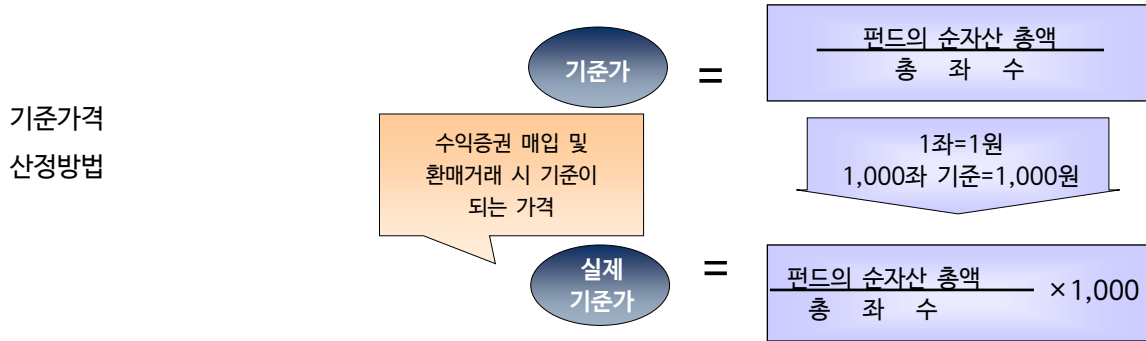 기준가격
산정방법
기준가
=
펀드의 순자산 총액
총 좌 수
수익증권 매입 및
환매거래 시 기준이
되는 가격
1좌=1원
1,000좌 기준=1,000원
실제
기준가
=
펀드의 순자산 총액
총 좌 수
×1,000